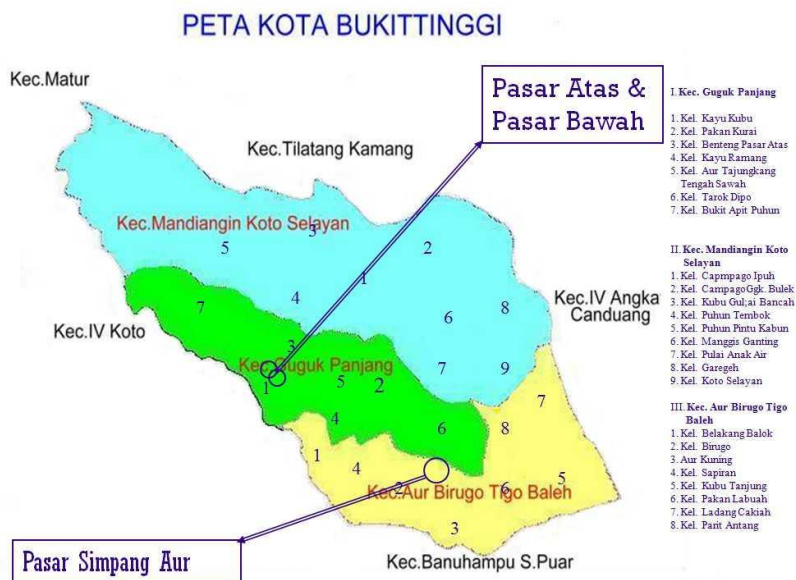 PETA KOTA BUKITTINGGI
Kec.Matur
Pasar Atas &
Pasar Bawah
Kec.Tilatang Kamang
Kec.Mandiangin Koto Selayan
3
5
2
1
7
4
8
6
Kec.IV Angka
Canduang
Kec.IV Koto
3
Kec.Guguk Panjang
1
5
2
7
9
7
4
6
8
1
4
2
Kec.Aur Birugo Tigo Baleh
6
5
3
Pasar Simpang Aur
Kec.Banuhampu S.Puar
I. Kec. Guguk Panjang
1. Kel. Kayu Kubu
2. Kel. Pakan Kurai
3. Kel. Benteng Pasar Atas
4. Kel. Kayu Ramang
5. Kel. Aur Tajungkang
Tengah Sawah
6. Kel. Tarok Dipo
7. Kel. Bukit Apit Puhun
II. Kec. Mandiangin Koto
Selayan
1. Kel. Capmpago Ipuh
2. Kel. CampagoGgk. Bulek
3. Kel. Kubu Gul;ai Bancah
4. Kel. Puhun Tembok
5. Kel. Puhun Pintu Kabun
6. Kel. Manggis Ganting
7. Kel. Pulai Anak Air
8. Kel. Garegeh
9. Kel. Koto Selayan
III. Kec. Aur Birugo Tigo
Baleh
1. Kel. Belakang Balok
2. Kel. Birugo
3. Aur Kuning
4. Kel. Sapiran
5. Kel. Kubu Tanjung
6. Kel. Pakan Labuah
7. Kel. Ladang Cakiah
8. Kel. Parit Antang